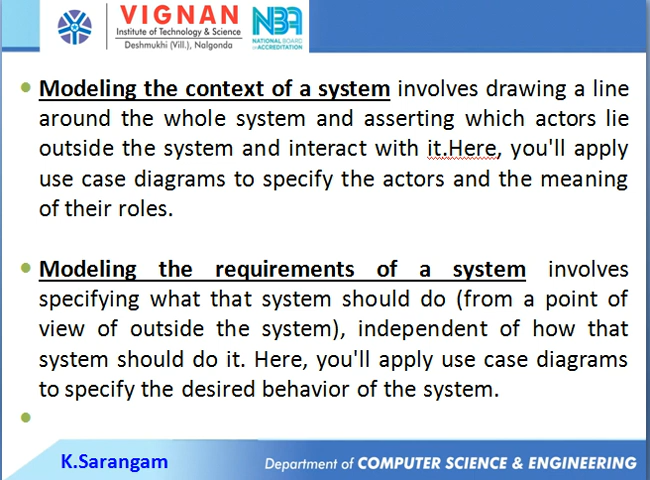 VIGNAN
Institute of Technology & Science
Deshmukhi (Vill.), Nalgonda
NBA
NATIONAL BOARD
of ACCREDITATION
Modeling the context of a system involves drawing a line
around the whole system and asserting which actors lie
outside the system and interact with it.Here, you'll apply
use case diagrams to specify the actors and the meaning
of their roles.
Modeling the requirements of a system involves
specifying what that system should do (from a point of
view of outside the system), independent of how that
system should do it. Here, you'll apply use case diagrams
to specify the desired behavior of the system.
K.Sarangam
Department of COMPUTER SCIENCE & ENGINEERING